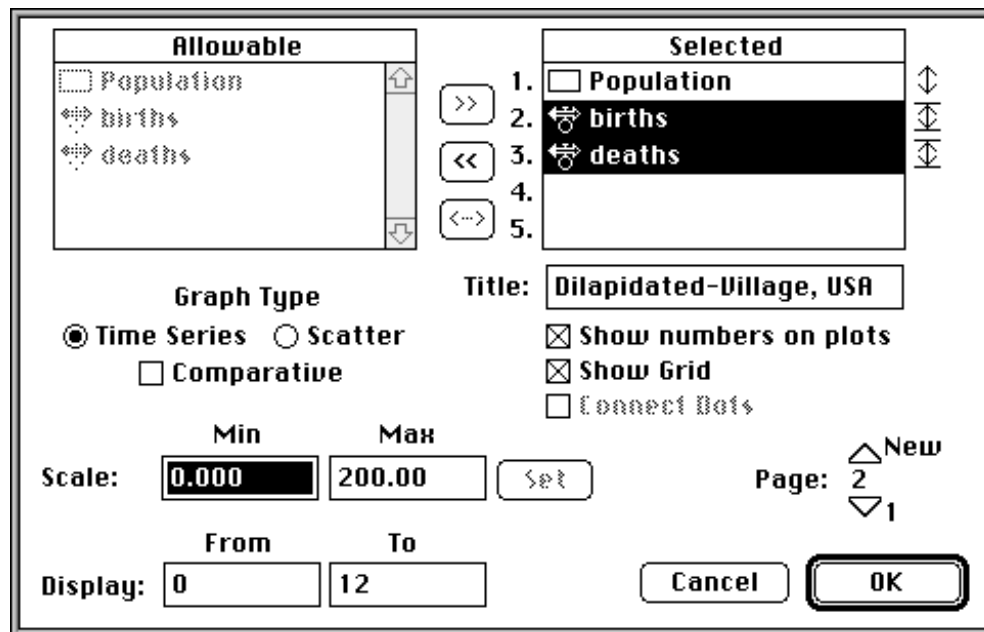 Allowable
Population
births
deaths
>>
<<
<--->
Selected
1. Population
2. births
3. deaths
4.
5.
Title: Dilapidated-Village, USA
Graph Type
Time Series Scatter
Comparative
Show numbers on plots
Show Grid
Connect Dots
Min Max
Scale: 0.000 200.00 Set
New
Page: 2
1
From To
Display: 0 12
Cancel OK